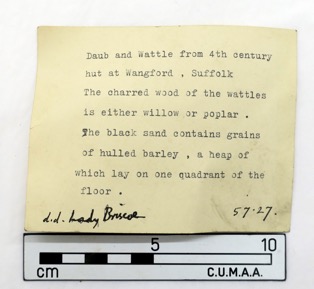 Daub and Wattle from 4th century
hut at Wangford , Suffolk
The charred wood of the wattles
is either willow or poplar .
The black sand contains grains
of hulled barley , a heap of
which lay on one quadrant of the
floor .
d.d. Lady Briscoe 57.27.
5 10
cm C.U.M.A.A.